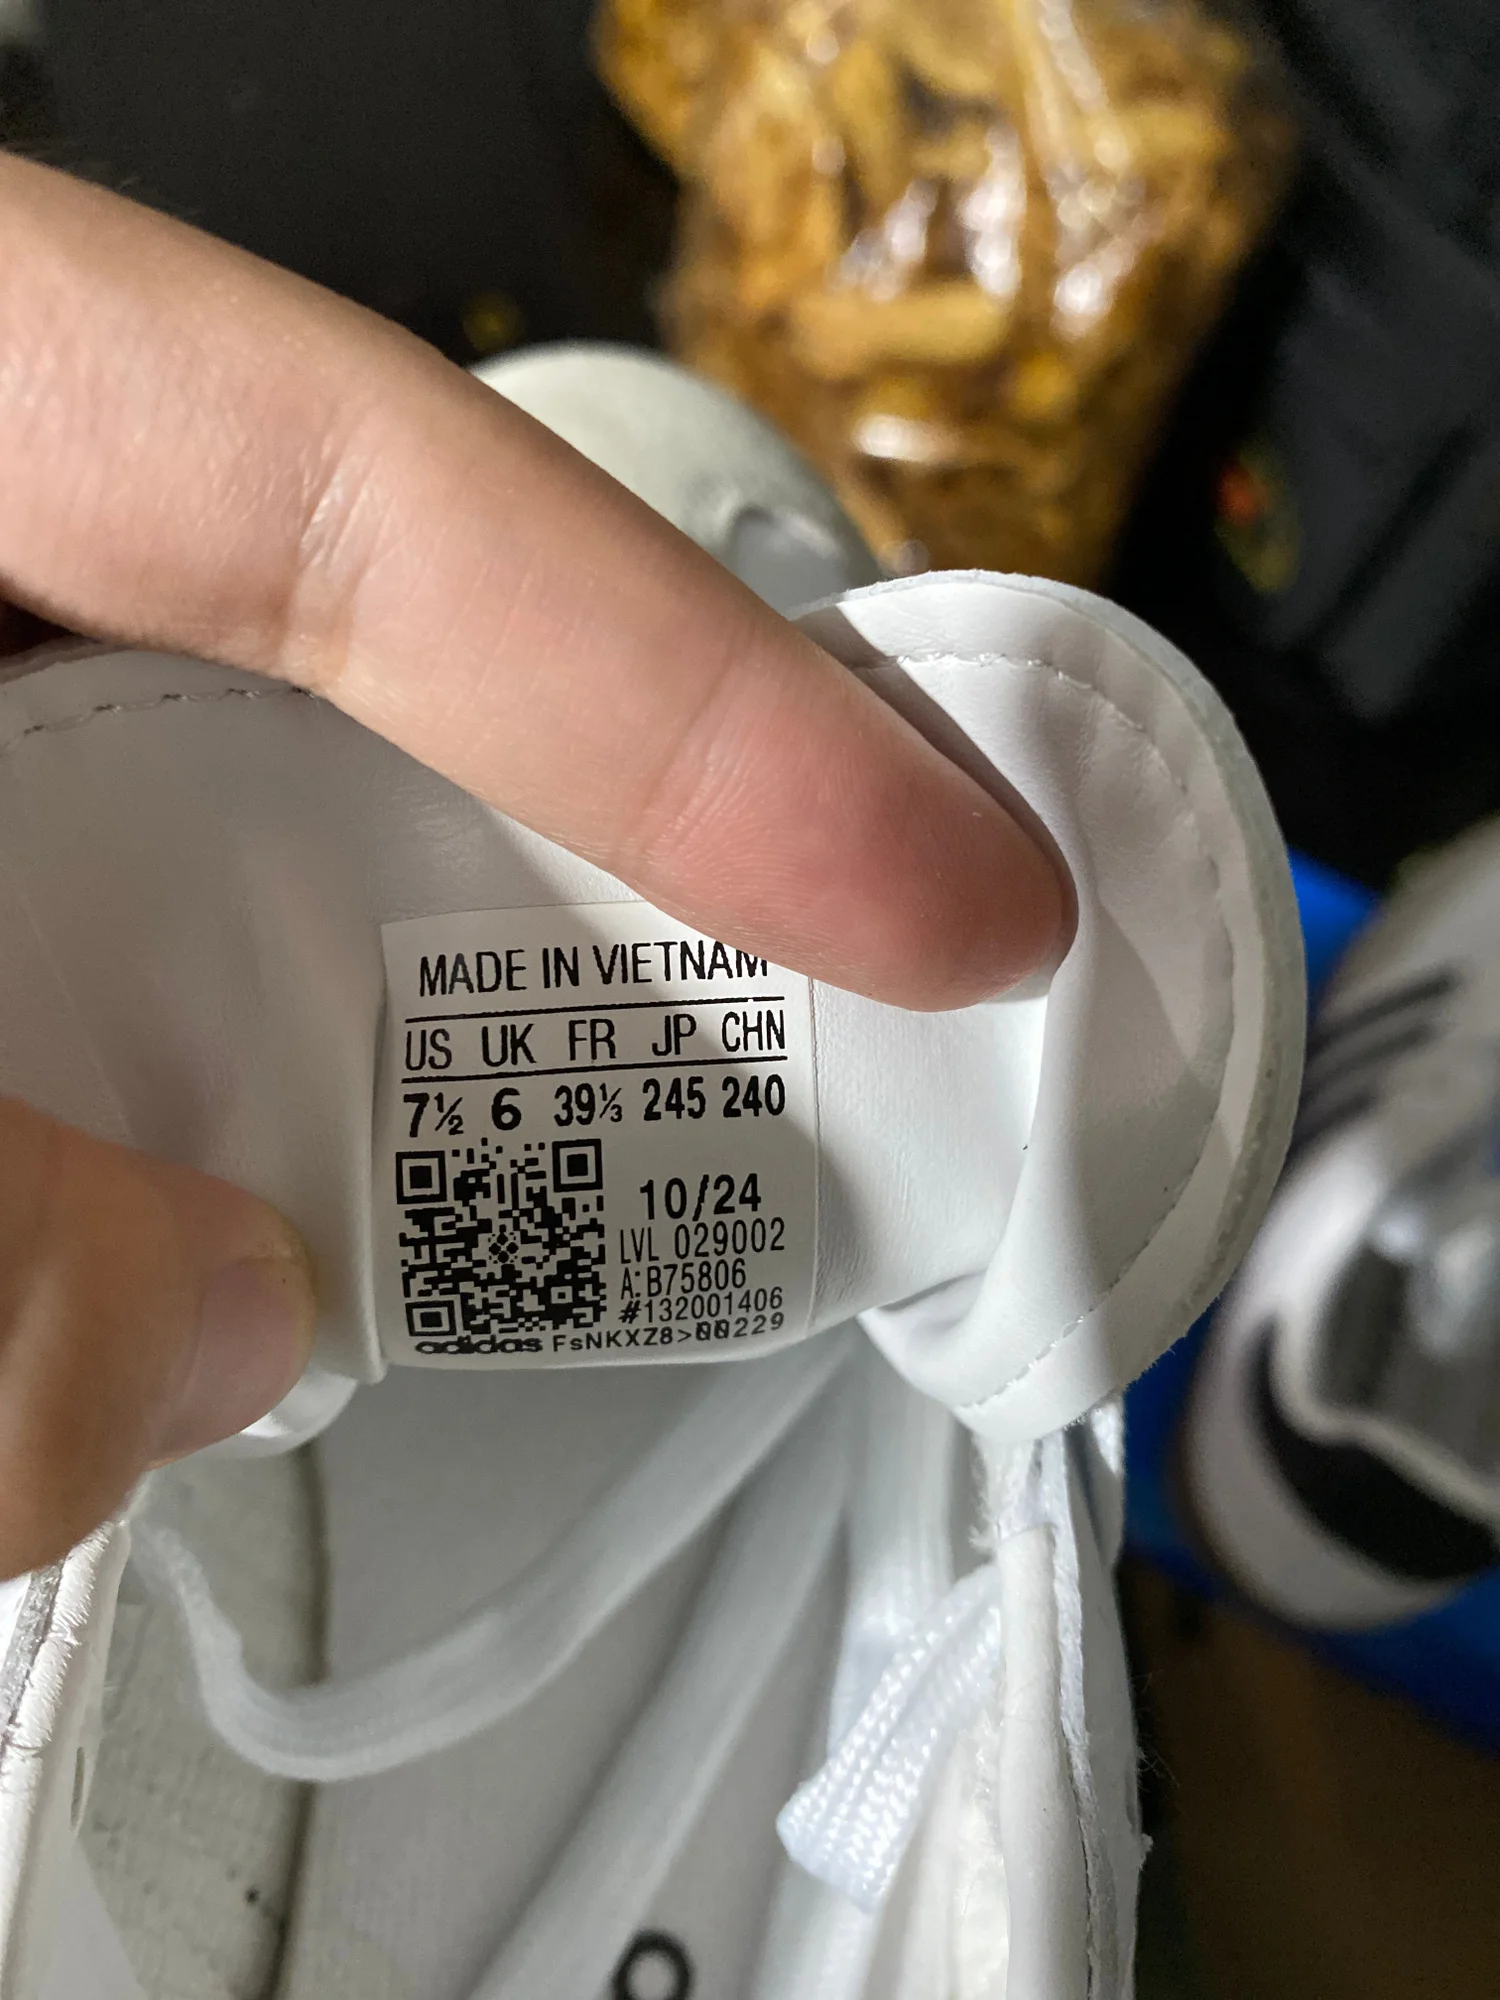 MADE IN VIETNAM
US UK FR JP CHN
7½ 6 39⅓ 245 240
10/24
LVL 029002
A:B75806
#132001406
adidas FsNKXZ8>00229